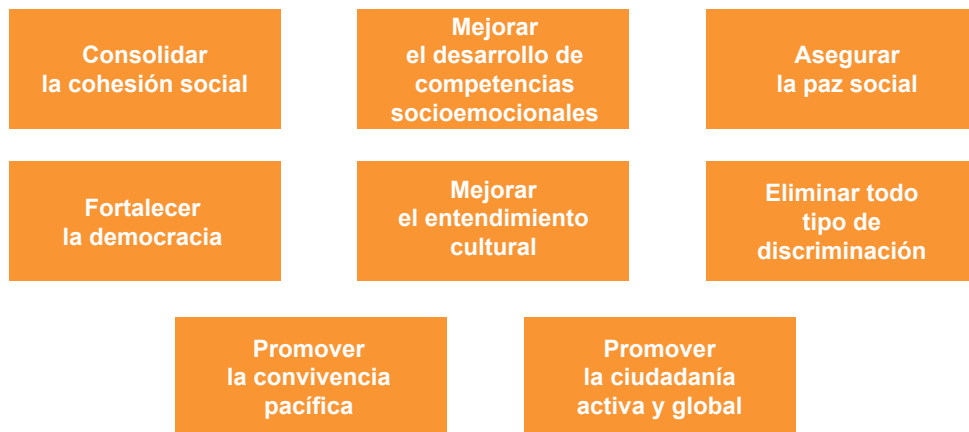 Consolidar
la cohesión social
Mejorar
el desarrollo de
competencias
socioemocionales
Asegurar
la paz social
Fortalecer
la democracia
Mejorar
el entendimiento
cultural
Eliminar todo
tipo de
discriminación
Promover
la convivencia
pacífica
Promover
la ciudadanía
activa y global